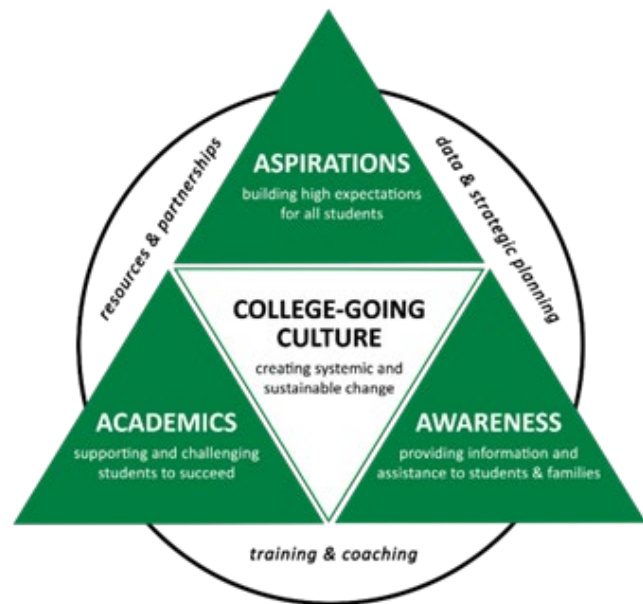 ASPIRATIONS
building high expectations
for all students
resources & partnerships
data & strategic planning
COLLEGE-GOING
CULTURE
creating systemic and
sustainable change
ACADEMICS
supporting and challenging
students to succeed
AWARENESS
providing information and
assistance to students & families
training & coaching